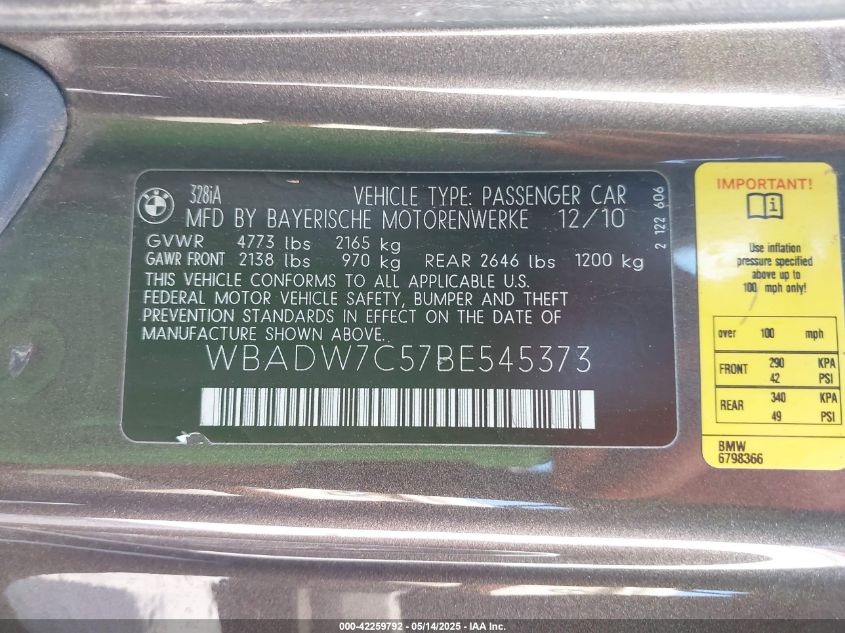 328iA VEHICLE TYPE: PASSENGER CAR
MFD BY BAYERISCHE MOTORENWERKE 12/10
GVWR 4773 lbs 2165 kg
GAWR FRONT 2138 lbs 970 kg REAR 2646 lbs 1200 kg
THIS VEHICLE CONFORMS TO ALL APPLICABLE U.S.
FEDERAL MOTOR VEHICLE SAFETY, BUMPER AND THEFT
PREVENTION STANDARDS IN EFFECT ON THE DATE OF
MANUFACTURE SHOWN ABOVE.
WBADW7C57BE545373
2 122 606
IMPORTANT!
i
Use inflation
pressure specified
above up to
100 mph only!
over 100 mph
FRONT 290 KPA
42 PSI
REAR 340 KPA
49 PSI
BMW
6798366
000-42259792 - 05/14/2025 - IAA Inc.